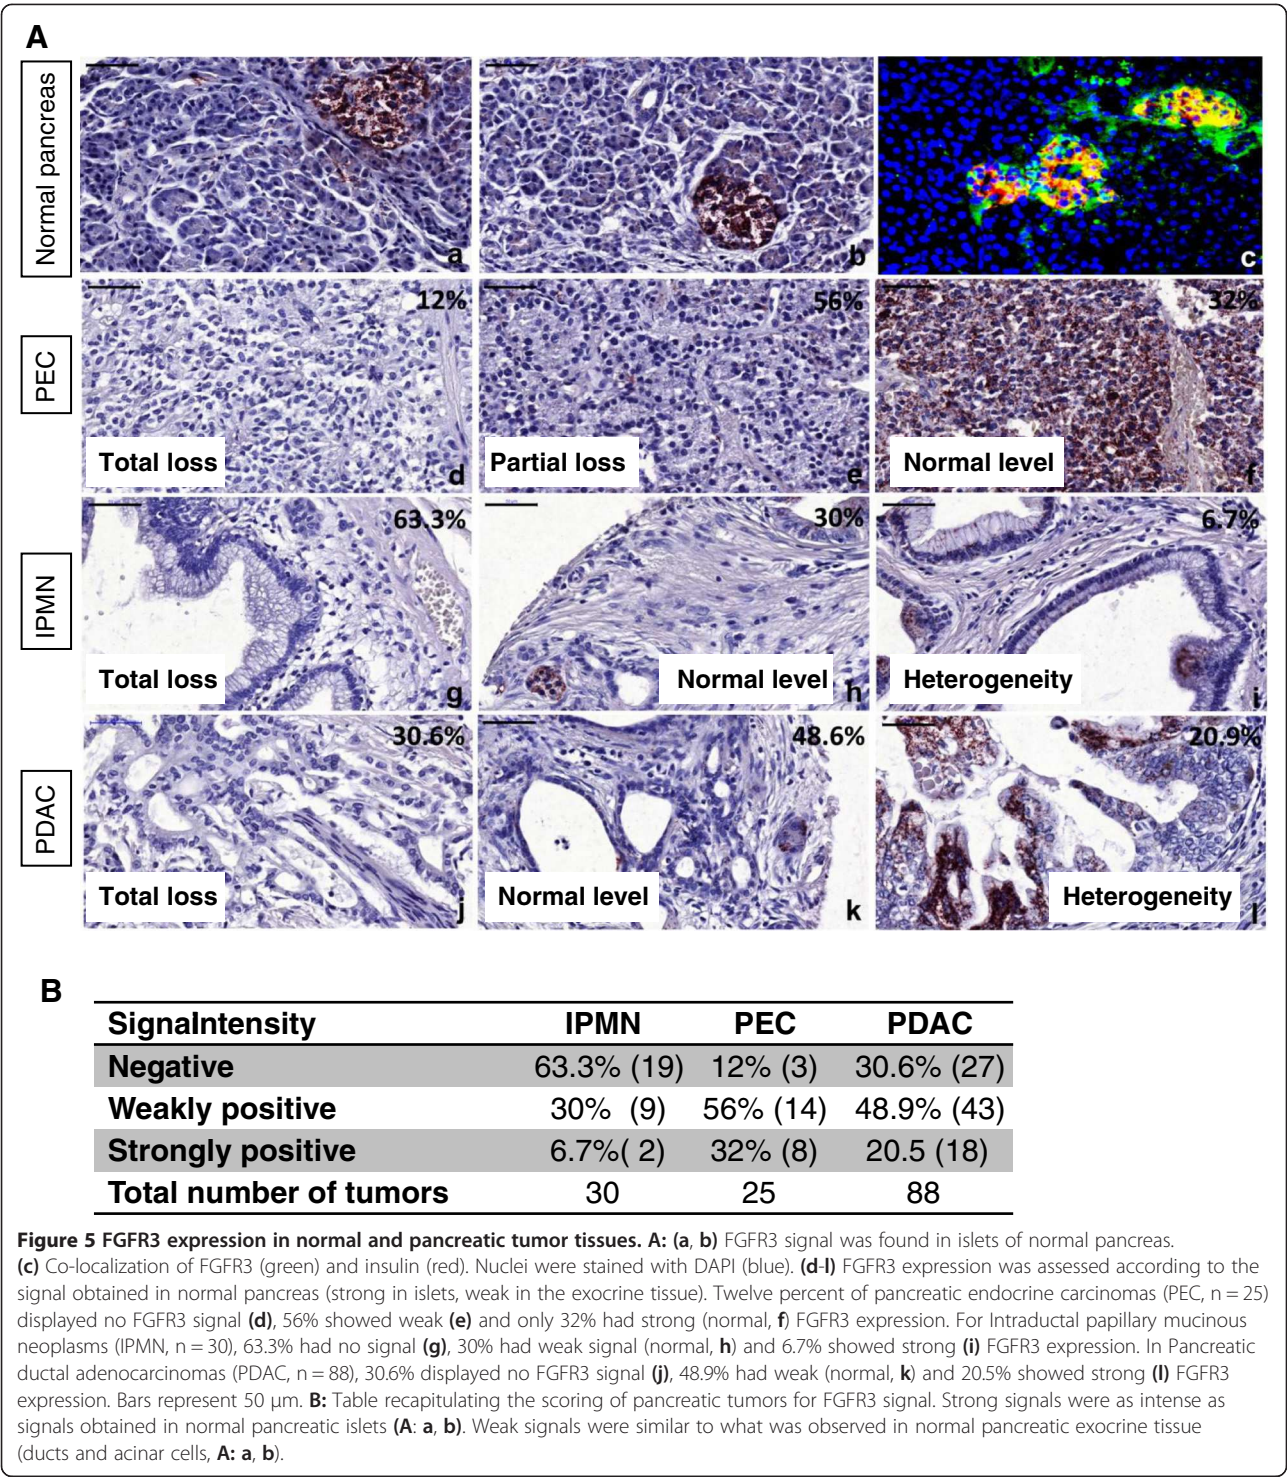 A
Normal pancreas
a
b
c
PEC
12%
Total loss
d
56%
Partial loss
e
32%
Normal level
f
IPMN
63.3%
Total loss
g
30%
Normal level
h
6.7%
Heterogeneity
i
PDAC
30.6%
Total loss
j
48.6%
Normal level
k
20.9%
Heterogeneity
l
B
SignalIntensity IPMN PEC PDAC
Negative 63.3% (19) 12% (3) 30.6% (27)
Weakly positive 30% (9) 56% (14) 48.9% (43)
Strongly positive 6.7%( 2) 32% (8) 20.5 (18)
Total number of tumors 30 25 88
Figure 5 FGFR3 expression in normal and pancreatic tumor tissues. A: (a, b) FGFR3 signal was found in islets of normal pancreas.
(c) Co-localization of FGFR3 (green) and insulin (red). Nuclei were stained with DAPI (blue). (d-l) FGFR3 expression was assessed according to the
signal obtained in normal pancreas (strong in islets, weak in the exocrine tissue). Twelve percent of pancreatic endocrine carcinomas (PEC, n = 25)
displayed no FGFR3 signal (d), 56% showed weak (e) and only 32% had strong (normal, f) FGFR3 expression. For Intraductal papillary mucinous
neoplasms (IPMN, n = 30), 63.3% had no signal (g), 30% had weak signal (normal, h) and 6.7% showed strong (i) FGFR3 expression. In Pancreatic
ductal adenocarcinomas (PDAC, n = 88), 30.6% displayed no FGFR3 signal (j), 48.9% had weak (normal, k) and 20.5% showed strong (l) FGFR3
expression. Bars represent 50 μm. B: Table recapitulating the scoring of pancreatic tumors for FGFR3 signal. Strong signals were as intense as
signals obtained in normal pancreatic islets (A: a, b). Weak signals were similar to what was observed in normal pancreatic exocrine tissue
(ducts and acinar cells, A: a, b).